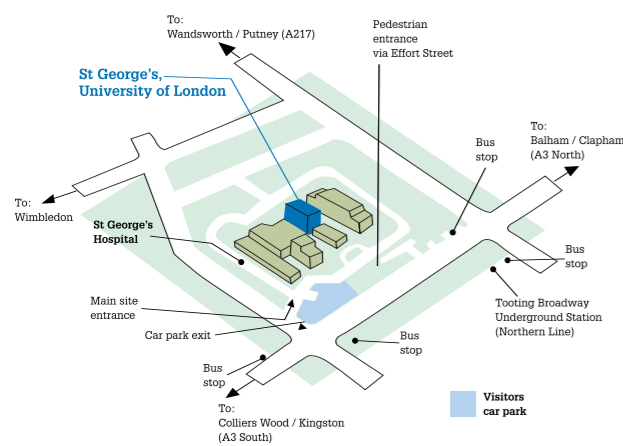 To:
Wandsworth / Putney (A217)
Pedestrian
entrance
via Effort Street
St George's,
University of London
Bus
stop
To:
Balham / Clapham
(A3 North)
To:
Wimbledon
St George's
Hospital
Bus
stop
Main site
entrance
Tooting Broadway
Underground Station
(Northern Line)
Car park exit
Bus
stop
Bus
stop
To:
Colliers Wood / Kingston
(A3 South)
Visitors
car park